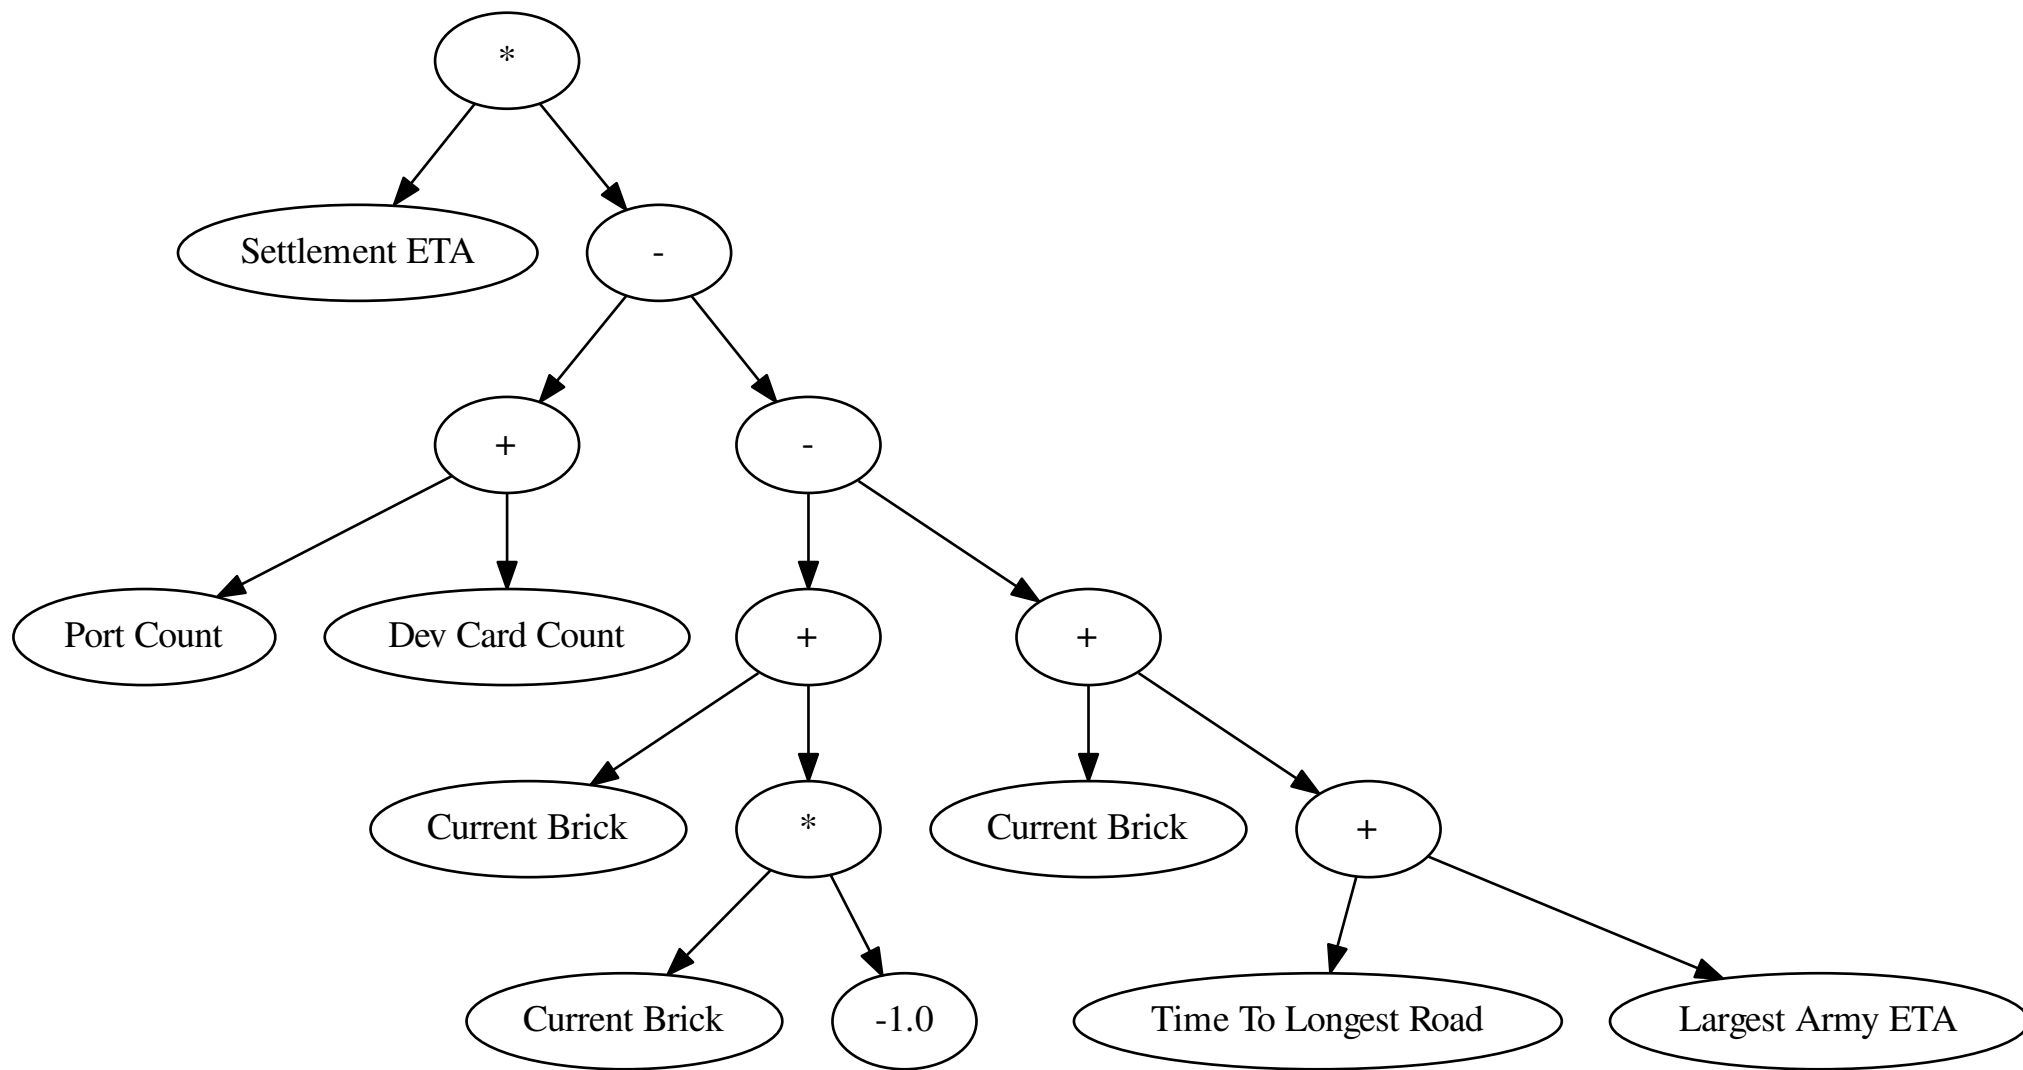 *
Settlement ETA
-
+
-
Port Count
Dev Card Count
+
+
Current Brick
*
Current Brick
+
Current Brick
-1.0
Time To Longest Road
Largest Army ETA